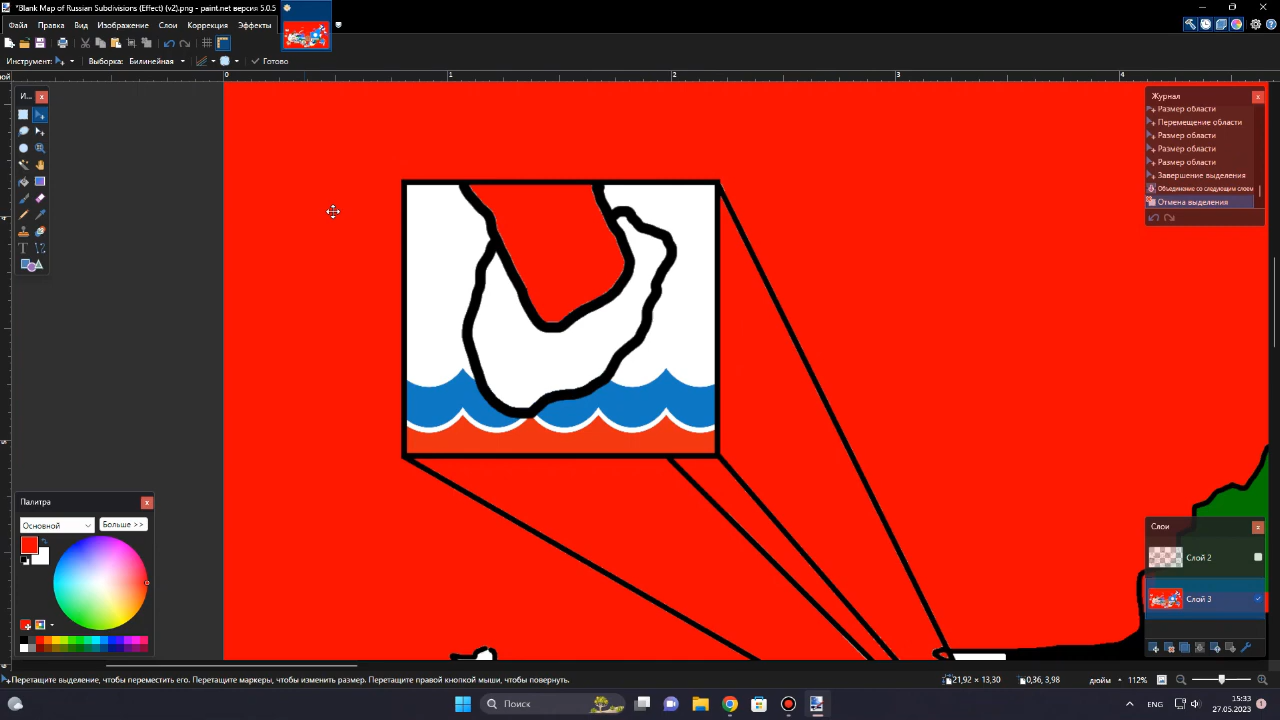 *Blank Map of Russian Subdivisions (Effect) (v2).png - paint.net версия 5.0.5
Файл Правка Вид Изображение Слои Коррекция Эффекты
Инструмент: Выборка: Билинейная Готово
0 1 2 3 4
И...
Журнал
Размер области
Перемещение области
Размер области
Размер области
Размер области
Завершение выделения
Объединение со следующим слоем
Отмена выделения
Палитра
Основной Больше >>
Слои
Слой 2
Слой 3
Перетащите выделение, чтобы переместить его. Перетащите маркеры, чтобы изменить размер. Перетащите правой кнопкой мыши, чтобы повернуть.
21,92 × 13,30 0,36, 3,98 дюйм 112%
Поиск
ENG
15:33
27.05.2023